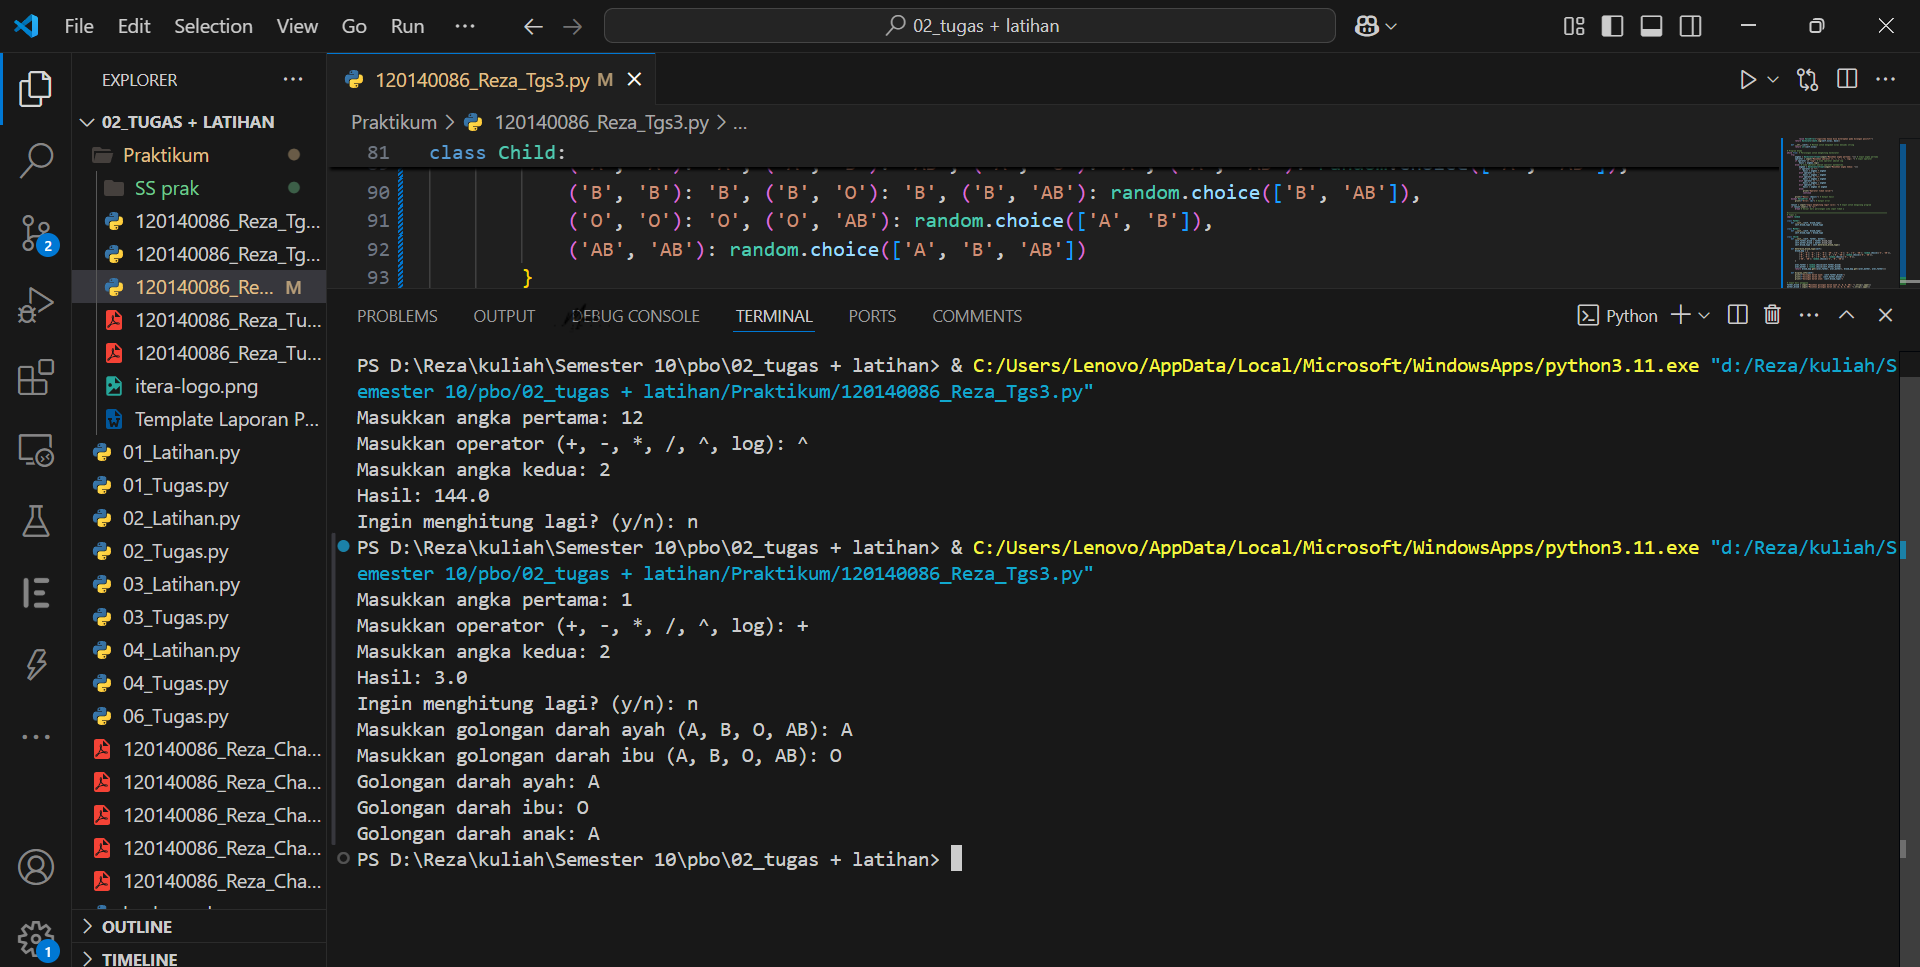 File Edit Selection View Go Run ...
02_tugas + latihan
EXPLORER
02_TUGAS + LATIHAN
Praktikum
SS prak
120140086_Reza_Tg...
120140086_Reza_Tg...
120140086_Re... M
120140086_Reza_Tu...
120140086_Reza_Tu...
itera-logo.png
Template Laporan P...
01_Latihan.py
01_Tugas.py
02_Latihan.py
02_Tugas.py
03_Latihan.py
03_Tugas.py
04_Latihan.py
04_Tugas.py
06_Tugas.py
120140086_Reza_Cha...
120140086_Reza_Cha...
120140086_Reza_Cha...
120140086_Reza_Cha...
120140086_Reza_Cha...
OUTLINE
TIMELINE
2
1
120140086_Reza_Tgs3.py M
Praktikum > 120140086_Reza_Tgs3.py > ...
81 class Child:
90 ('B', 'B'): 'B', ('B', 'O'): 'B', ('B', 'AB'): random.choice(['B', 'AB']),
91 ('O', 'O'): 'O', ('O', 'AB'): random.choice(['A', 'B']),
92 ('AB', 'AB'): random.choice(['A', 'B', 'AB'])
93 }
PROBLEMS OUTPUT DEBUG CONSOLE TERMINAL PORTS COMMENTS
Python
PS D:\Reza\kuliah\Semester 10\pbo\02_tugas + latihan> & C:/Users/Lenovo/AppData/Local/Microsoft/WindowsApps/python3.11.exe "d:/Reza/kuliah/S
emester 10/pbo/02_tugas + latihan/Praktikum/120140086_Reza_Tgs3.py"
Masukkan angka pertama: 12
Masukkan operator (+, -, *, /, ^, log): ^
Masukkan angka kedua: 2
Hasil: 144.0
Ingin menghitung lagi? (y/n): n
PS D:\Reza\kuliah\Semester 10\pbo\02_tugas + latihan> & C:/Users/Lenovo/AppData/Local/Microsoft/WindowsApps/python3.11.exe "d:/Reza/kuliah/S
emester 10/pbo/02_tugas + latihan/Praktikum/120140086_Reza_Tgs3.py"
Masukkan angka pertama: 1
Masukkan operator (+, -, *, /, ^, log): +
Masukkan angka kedua: 2
Hasil: 3.0
Ingin menghitung lagi? (y/n): n
Masukkan golongan darah ayah (A, B, O, AB): A
Masukkan golongan darah ibu (A, B, O, AB): O
Golongan darah ayah: A
Golongan darah ibu: O
Golongan darah anak: A
PS D:\Reza\kuliah\Semester 10\pbo\02_tugas + latihan>